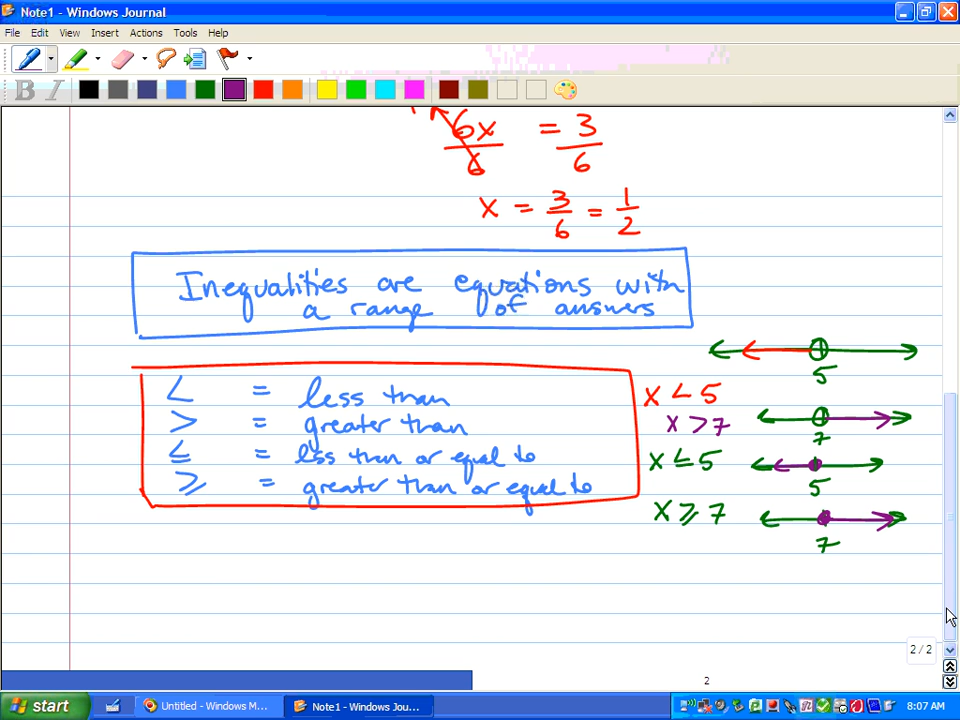 Note1 - Windows Journal
File Edit View Insert Actions Tools Help
B I
6x = 3
6 6
x = 3/6 = 1/2
Inequalities are equations with
a range of answers
< = less than
> = greater than
≤ = less than or equal to
≥ = greater than or equal to
5
x < 5
x > 7
7
x ≤ 5
5
x ≥ 7
7
2 / 2
2
start
Untitled - Windows M...
Note1 - Windows Jou...
8:07 AM